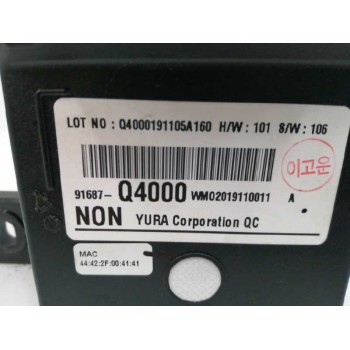 LOT NO : Q4000191105A160 H/W : 101 S/W : 106
이고운
91687- Q4000 WM02019110011 A
NON YURA Corporation QC
MAC
44:42:2F:00:41:41